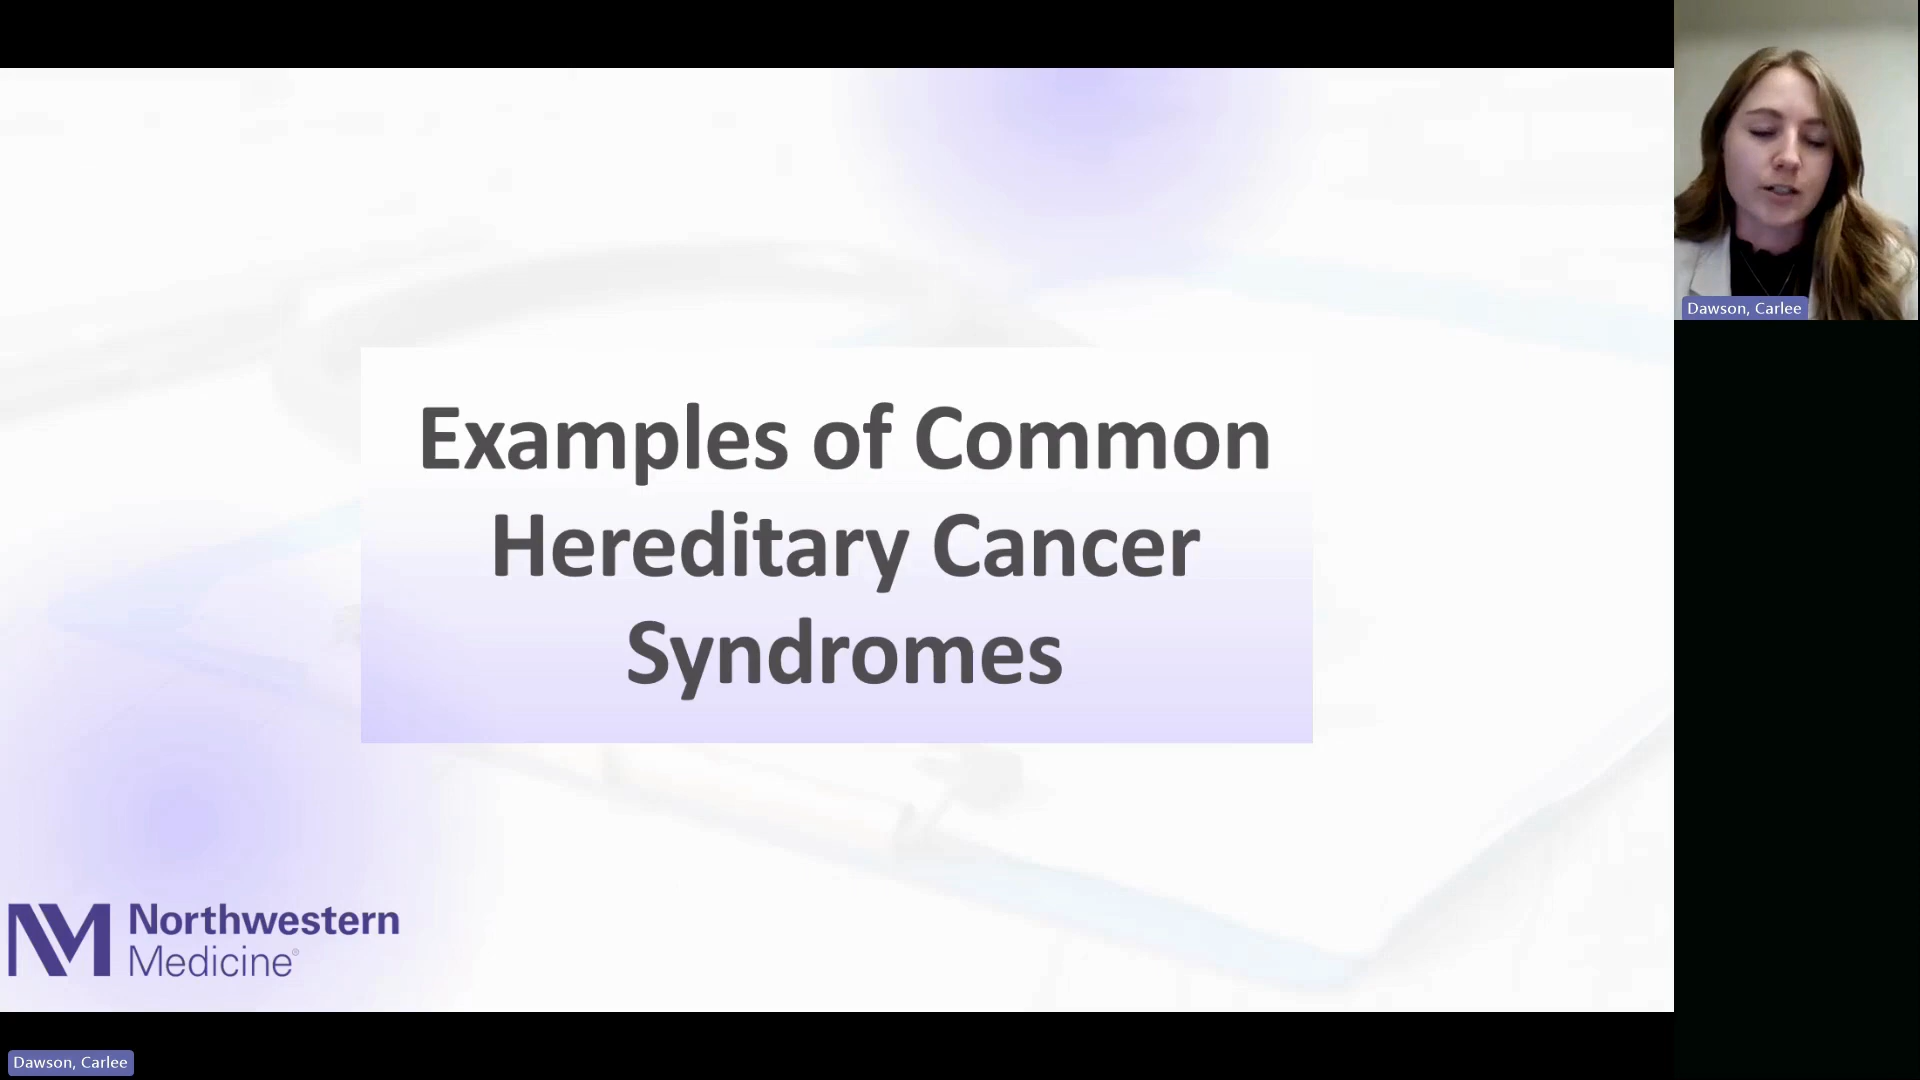 Examples of Common
Hereditary Cancer
Syndromes
Northwestern
Medicine®
Dawson, Carlee
Dawson, Carlee